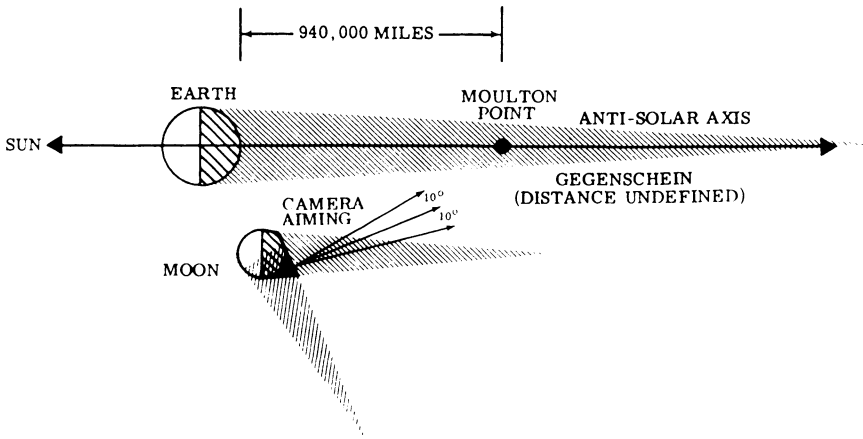 940,000 MILES
EARTH
MOULTON
POINT
ANTI-SOLAR AXIS
SUN
GEGENSCHEIN
(DISTANCE UNDEFINED)
CAMERA
AIMING
10°
10°
MOON